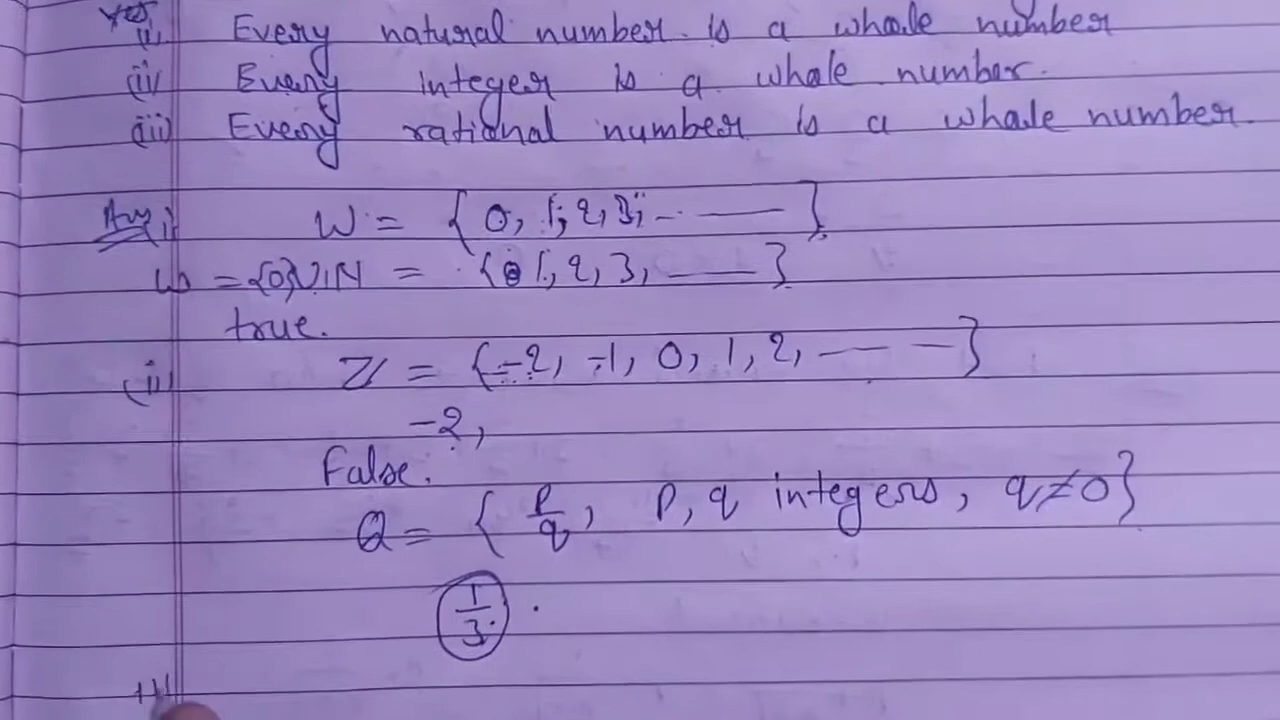 (i) Every natural number is a whole number
(ii) Every integer is a whole number.
(iii) Every rational number is a whole number.
Ans i) W = {0, 1, 2, 3, .. —— }
W = {0}UIN = {0 1, 2, 3, —— }
true.
(ii) Z = {-2, -1, 0, 1, 2, —— —}
-2,
False.
Q = { p/q, p, q integers, q≠0}
1/3 .